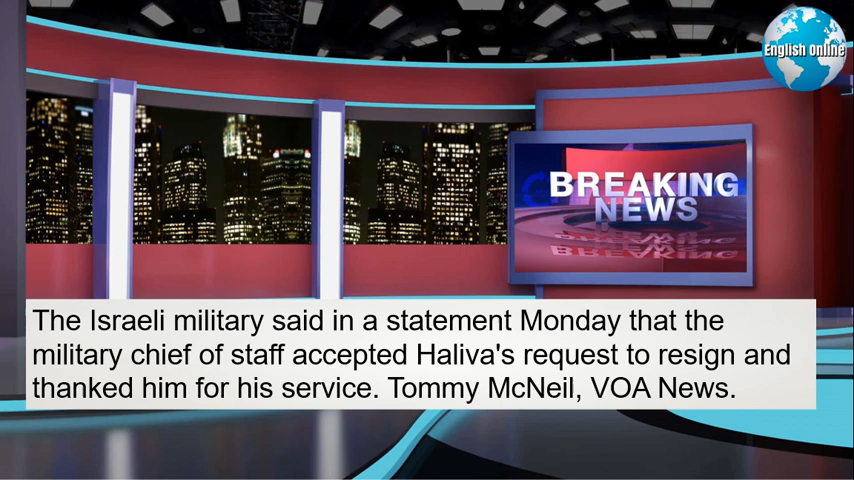 English Online
BREAKING
NEWS
BREAKING
The Israeli military said in a statement Monday that the
military chief of staff accepted Haliva's request to resign and
thanked him for his service. Tommy McNeil, VOA News.